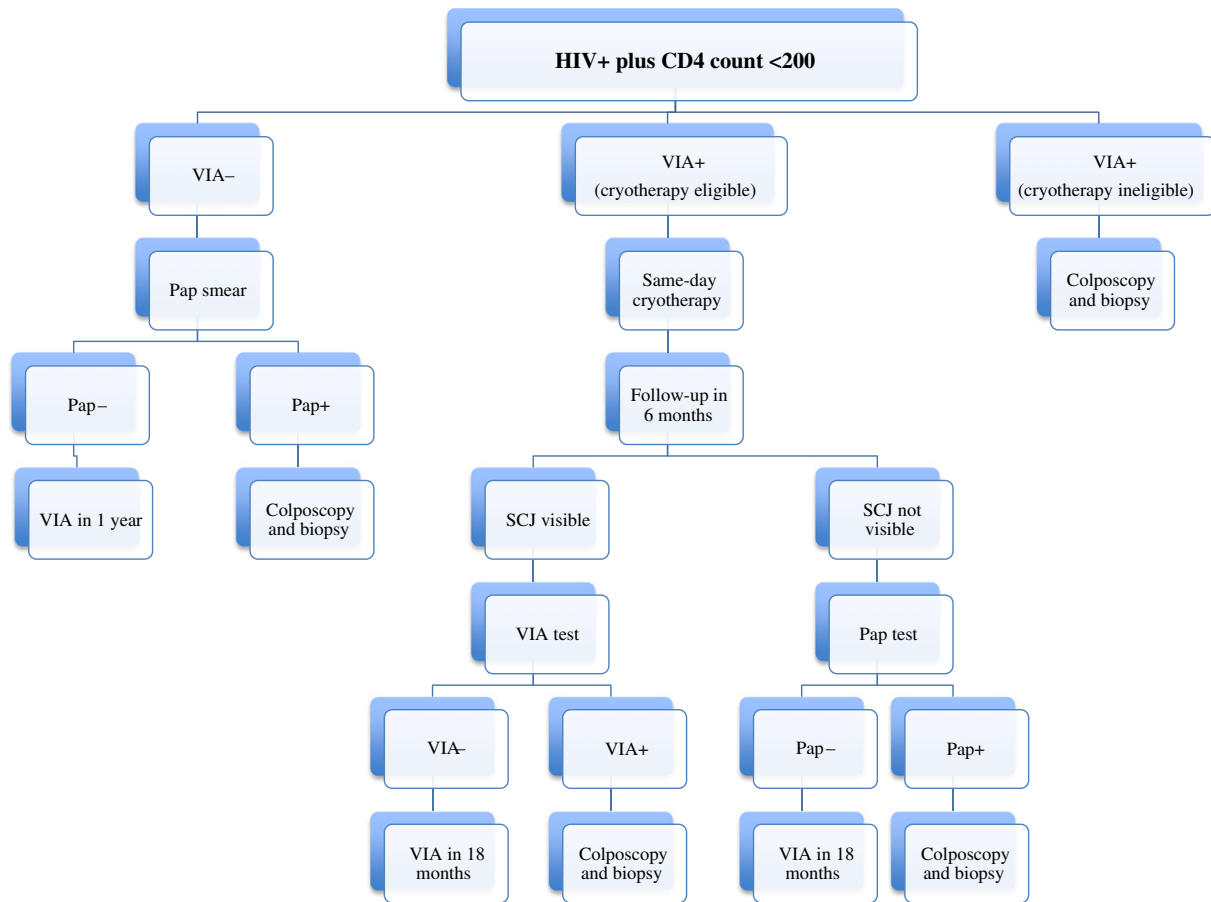 HIV+ plus CD4 count <200
VIA–
VIA+
(cryotherapy eligible)
VIA+
(cryotherapy ineligible)
Pap smear
Same-day
cryotherapy
Colposcopy
and biopsy
Pap–
Pap+
Follow-up in
6 months
VIA in 1 year
Colposcopy
and biopsy
SCJ visible
SCJ not
visible
VIA test
Pap test
VIA–
VIA+
Pap–
Pap+
VIA in 18
months
Colposcopy
and biopsy
VIA in 18
months
Colposcopy
and biopsy